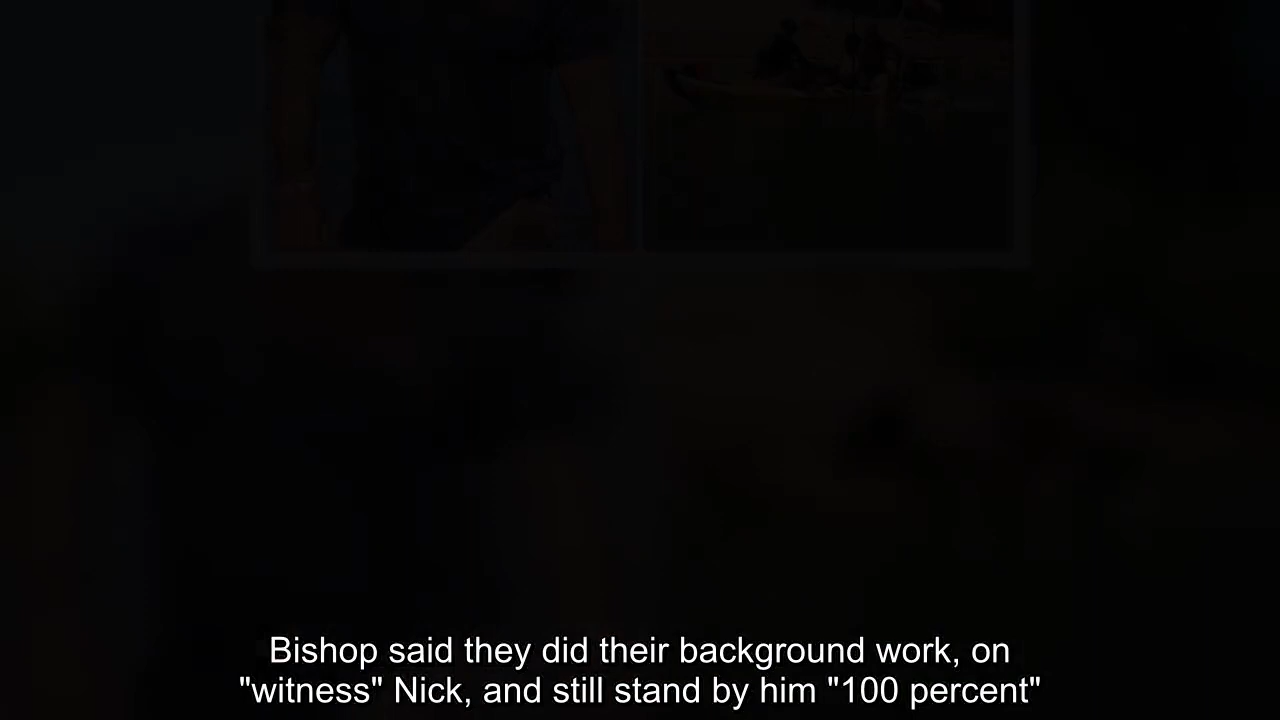 Bishop said they did their background work, on
"witness" Nick, and still stand by him "100 percent"